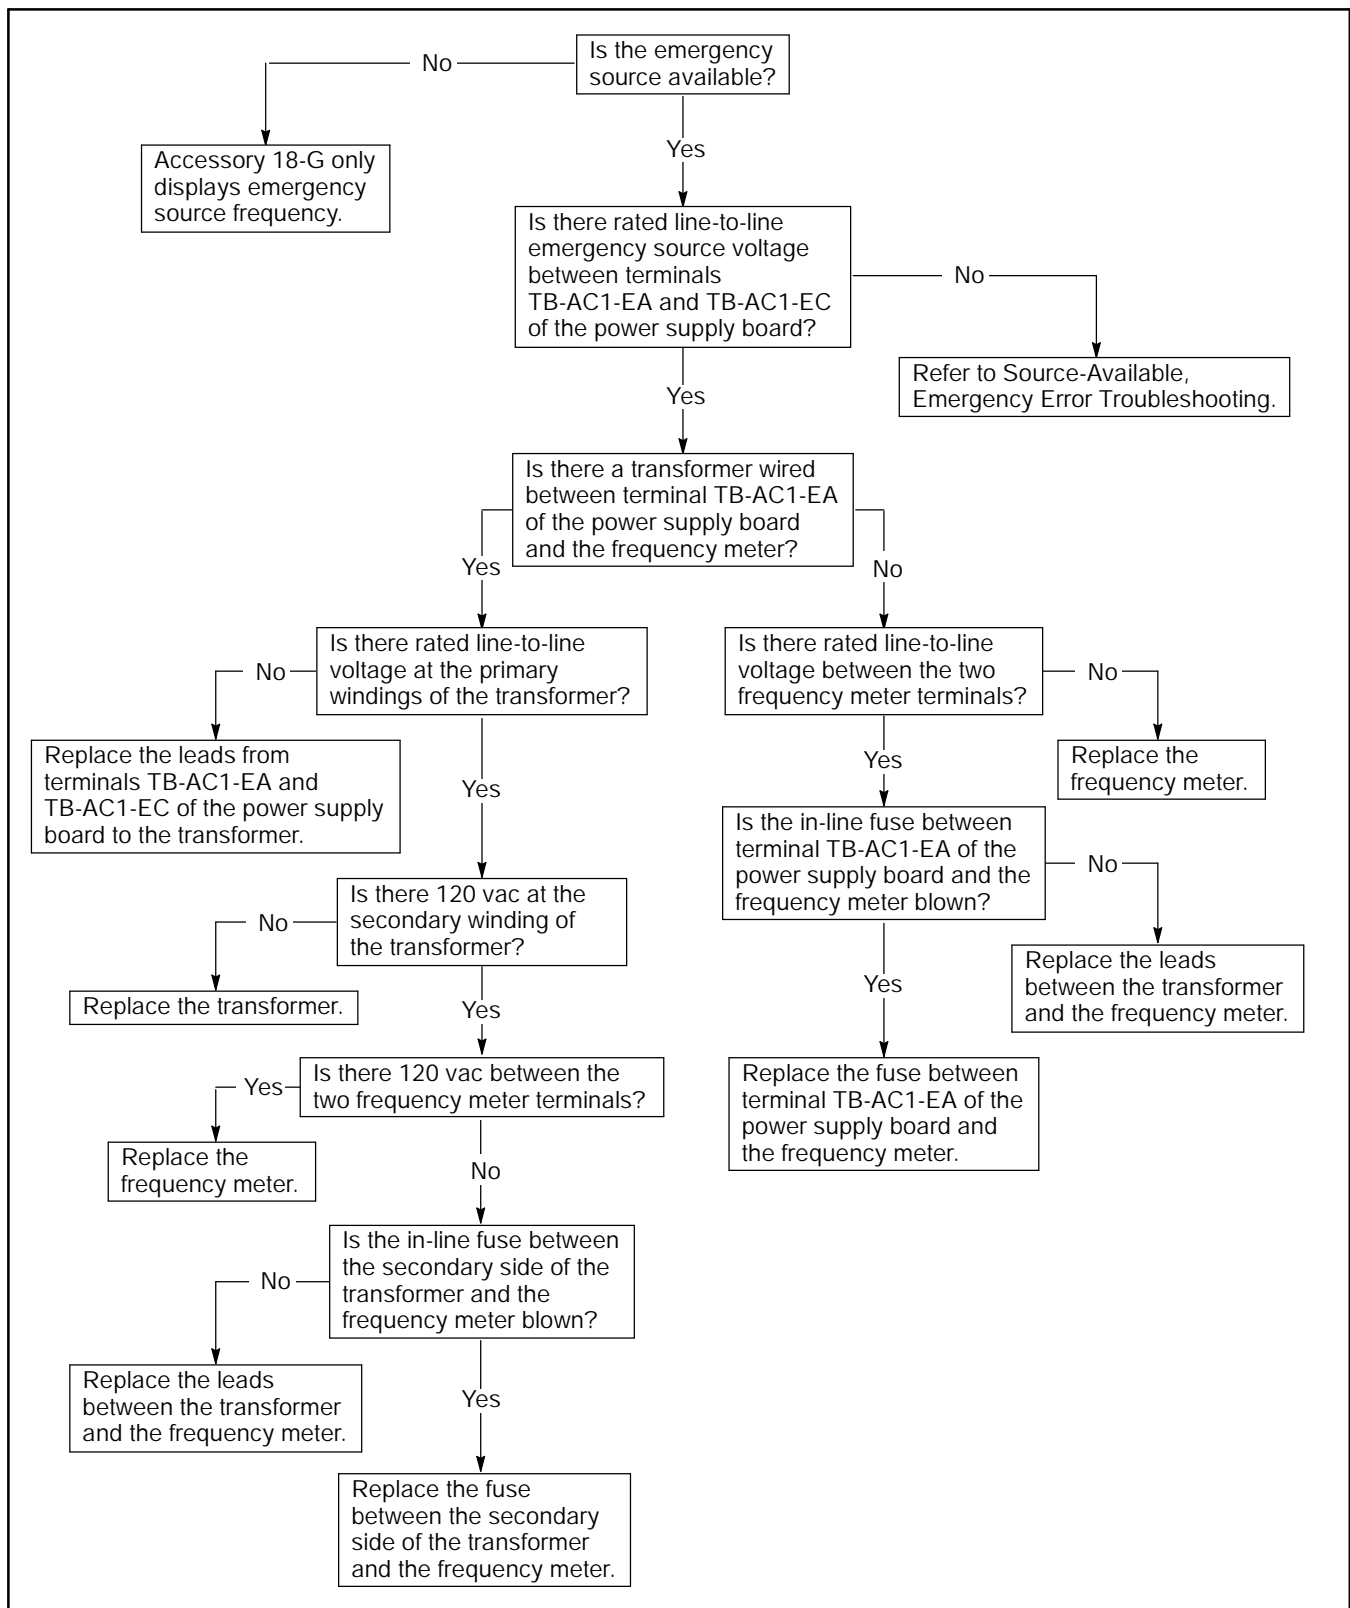 Is the emergency
source available?
No
Yes
Accessory 18-G only
displays emergency
source frequency.
Is there rated line-to-line
emergency source voltage
between terminals
TB-AC1-EA and TB-AC1-EC
of the power supply board?
No
Refer to Source-Available,
Emergency Error Troubleshooting.
Yes
Is there a transformer wired
between terminal TB-AC1-EA
of the power supply board
and the frequency meter?
Yes
No
Is there rated line-to-line
voltage at the primary
windings of the transformer?
No
Replace the leads from
terminals TB-AC1-EA and
TB-AC1-EC of the power supply
board to the transformer.
Yes
Is there 120 vac at the
secondary winding of
the transformer?
No
Replace the transformer.
Yes
Is there 120 vac between the
two frequency meter terminals?
Yes
Replace the
frequency meter.
No
Is the in-line fuse between
the secondary side of the
transformer and the
frequency meter blown?
No
Replace the leads
between the transformer
and the frequency meter.
Yes
Replace the fuse
between the secondary
side of the transformer
and the frequency meter.
Is there rated line-to-line
voltage between the two
frequency meter terminals?
No
Replace the
frequency meter.
Yes
Is the in-line fuse between
terminal TB-AC1-EA of the
power supply board and the
frequency meter blown?
No
Replace the leads
between the transformer
and the frequency meter.
Yes
Replace the fuse between
terminal TB-AC1-EA of the
power supply board and
the frequency meter.